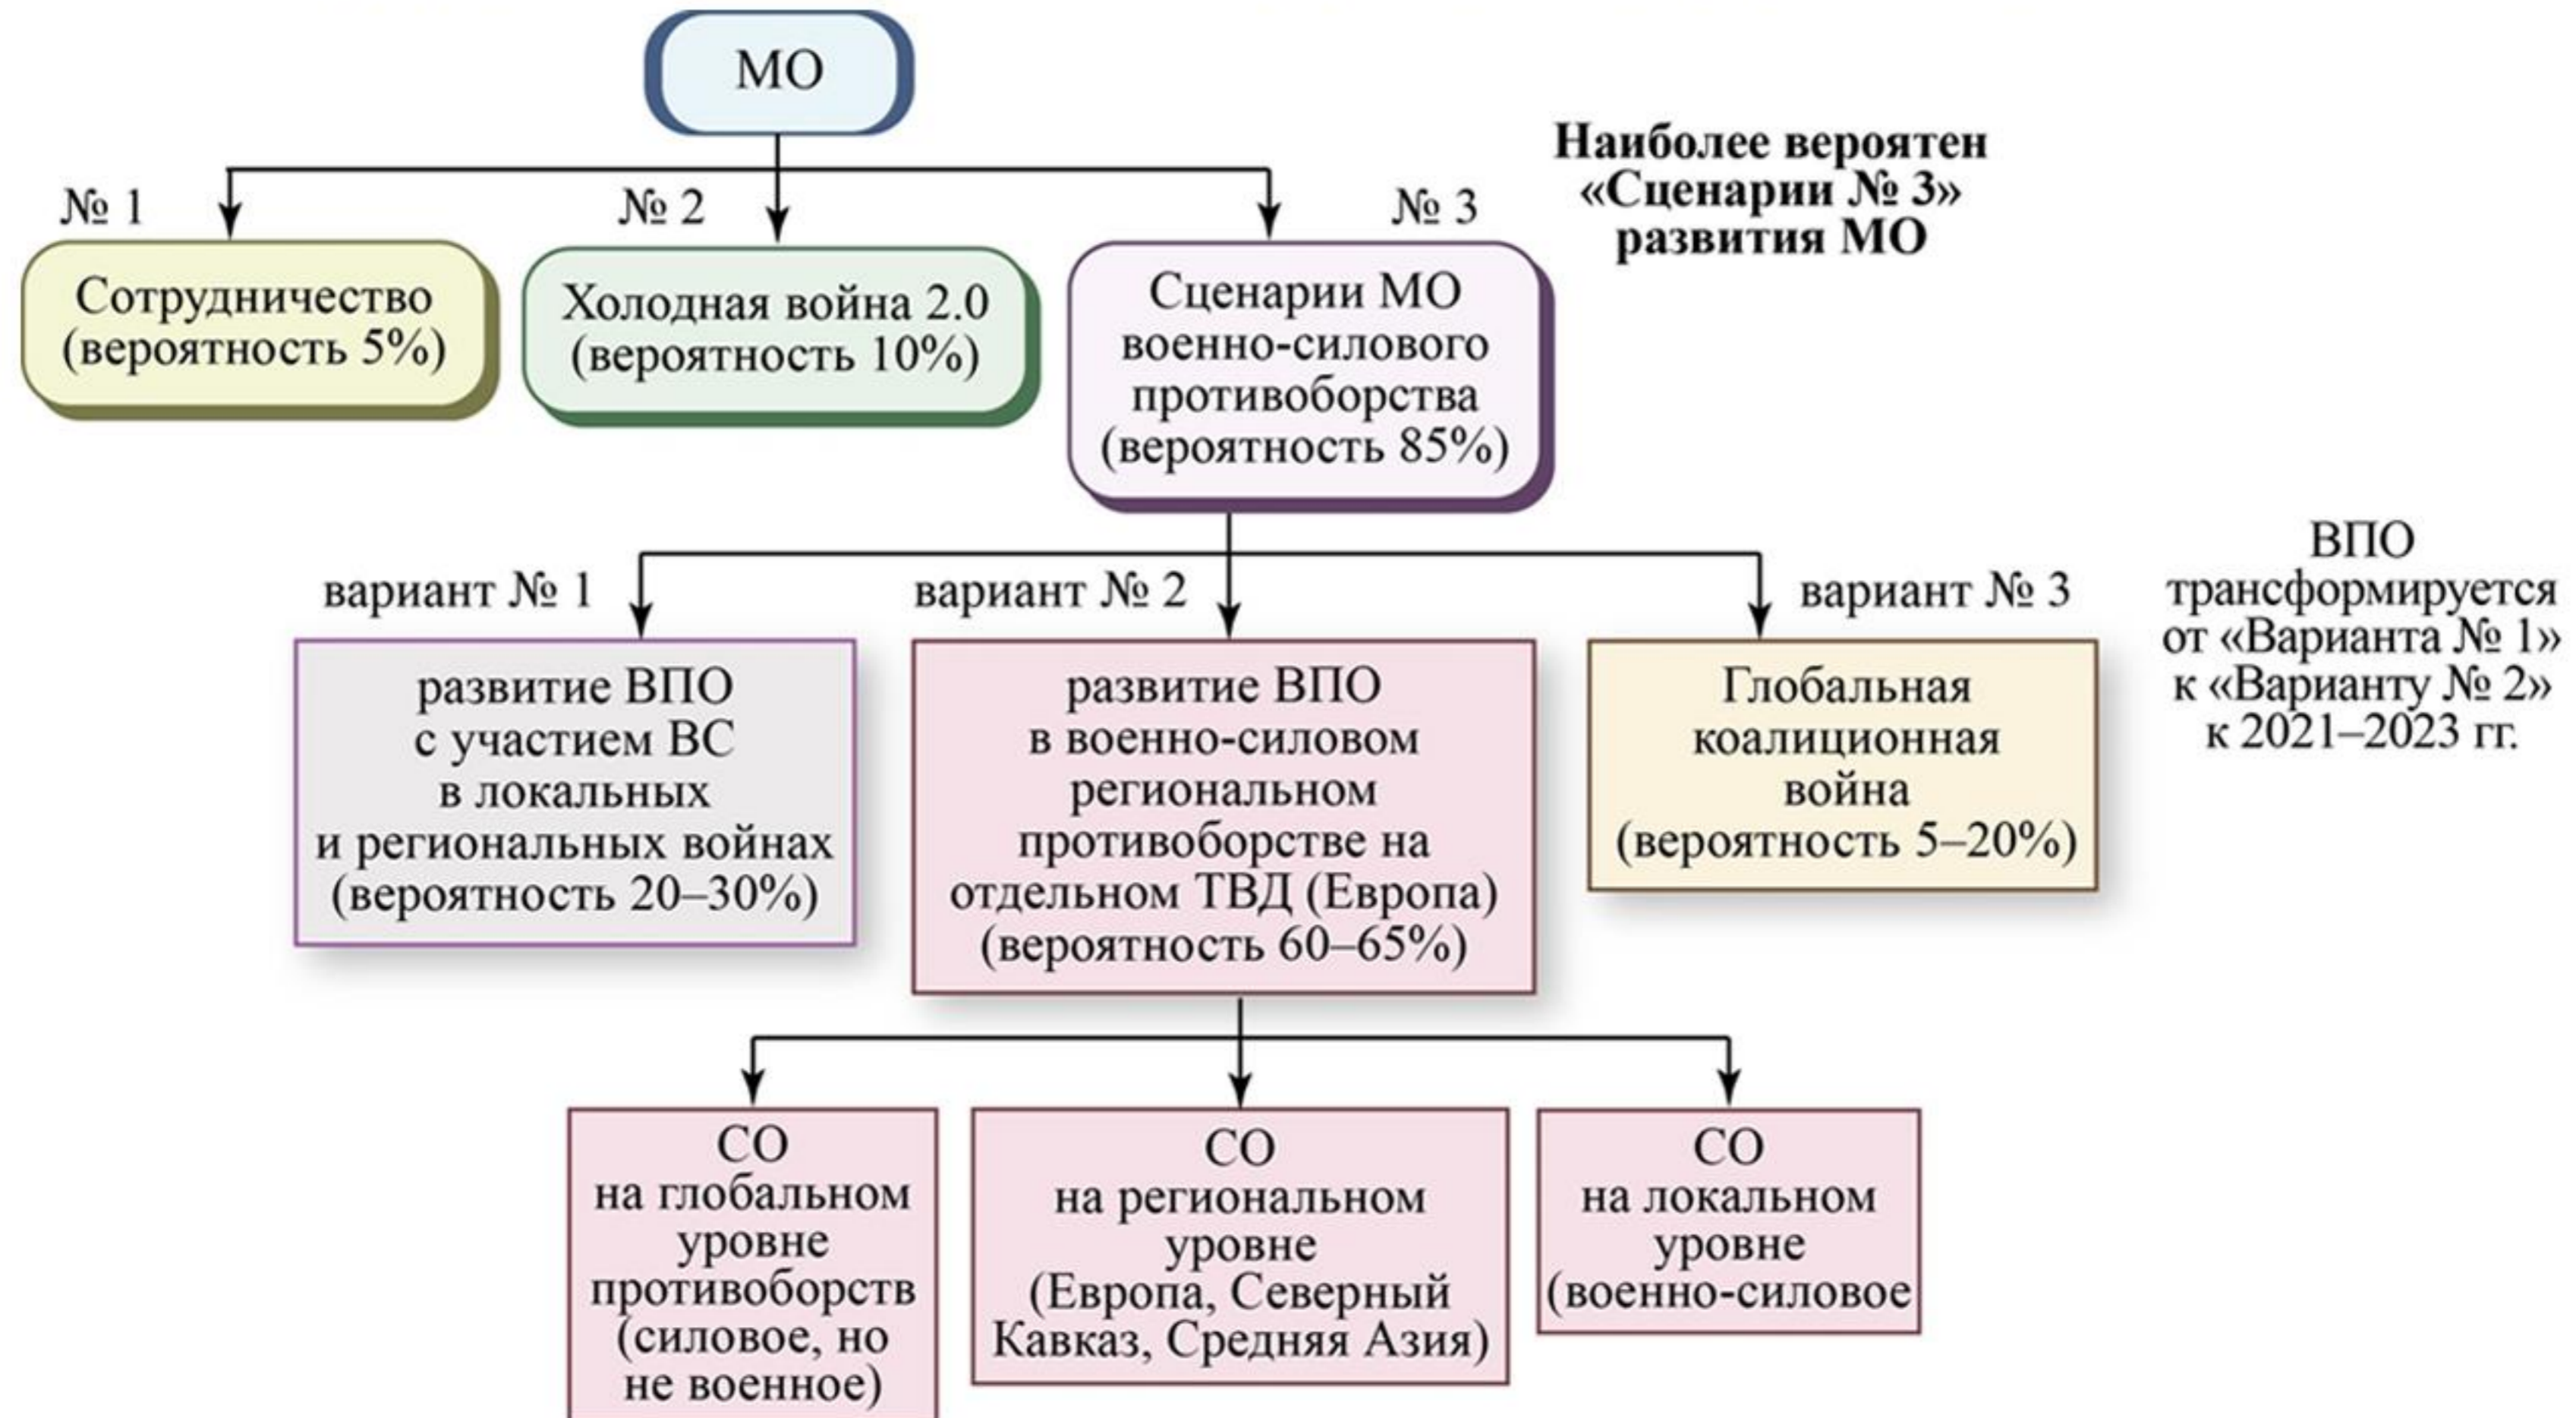 МО
Наиболее вероятен
«Сценарии № 3»
развития МО
№ 1
№ 2
№ 3
Сотрудничество
(вероятность 5%)
Холодная война 2.0
(вероятность 10%)
Сценарии МО
военно-силового
противоборства
(вероятность 85%)
ВПО
трансформируется
от «Варианта № 1»
к «Варианту № 2»
к 2021–2023 гг.
вариант № 1
вариант № 2
вариант № 3
развитие ВПО
с участием ВС
в локальных
и региональных войнах
(вероятность 20–30%)
развитие ВПО
в военно-силовом
региональном
противоборстве на
отдельном ТВД (Европа)
(вероятность 60–65%)
Глобальная
коалиционная
война
(вероятность 5–20%)
СО
на глобальном
уровне
противоборств
(силовое, но
не военное)
СО
на региональном
уровне
(Европа, Северный
Кавказ, Средняя Азия)
СО
на локальном
уровне
(военно-силовое